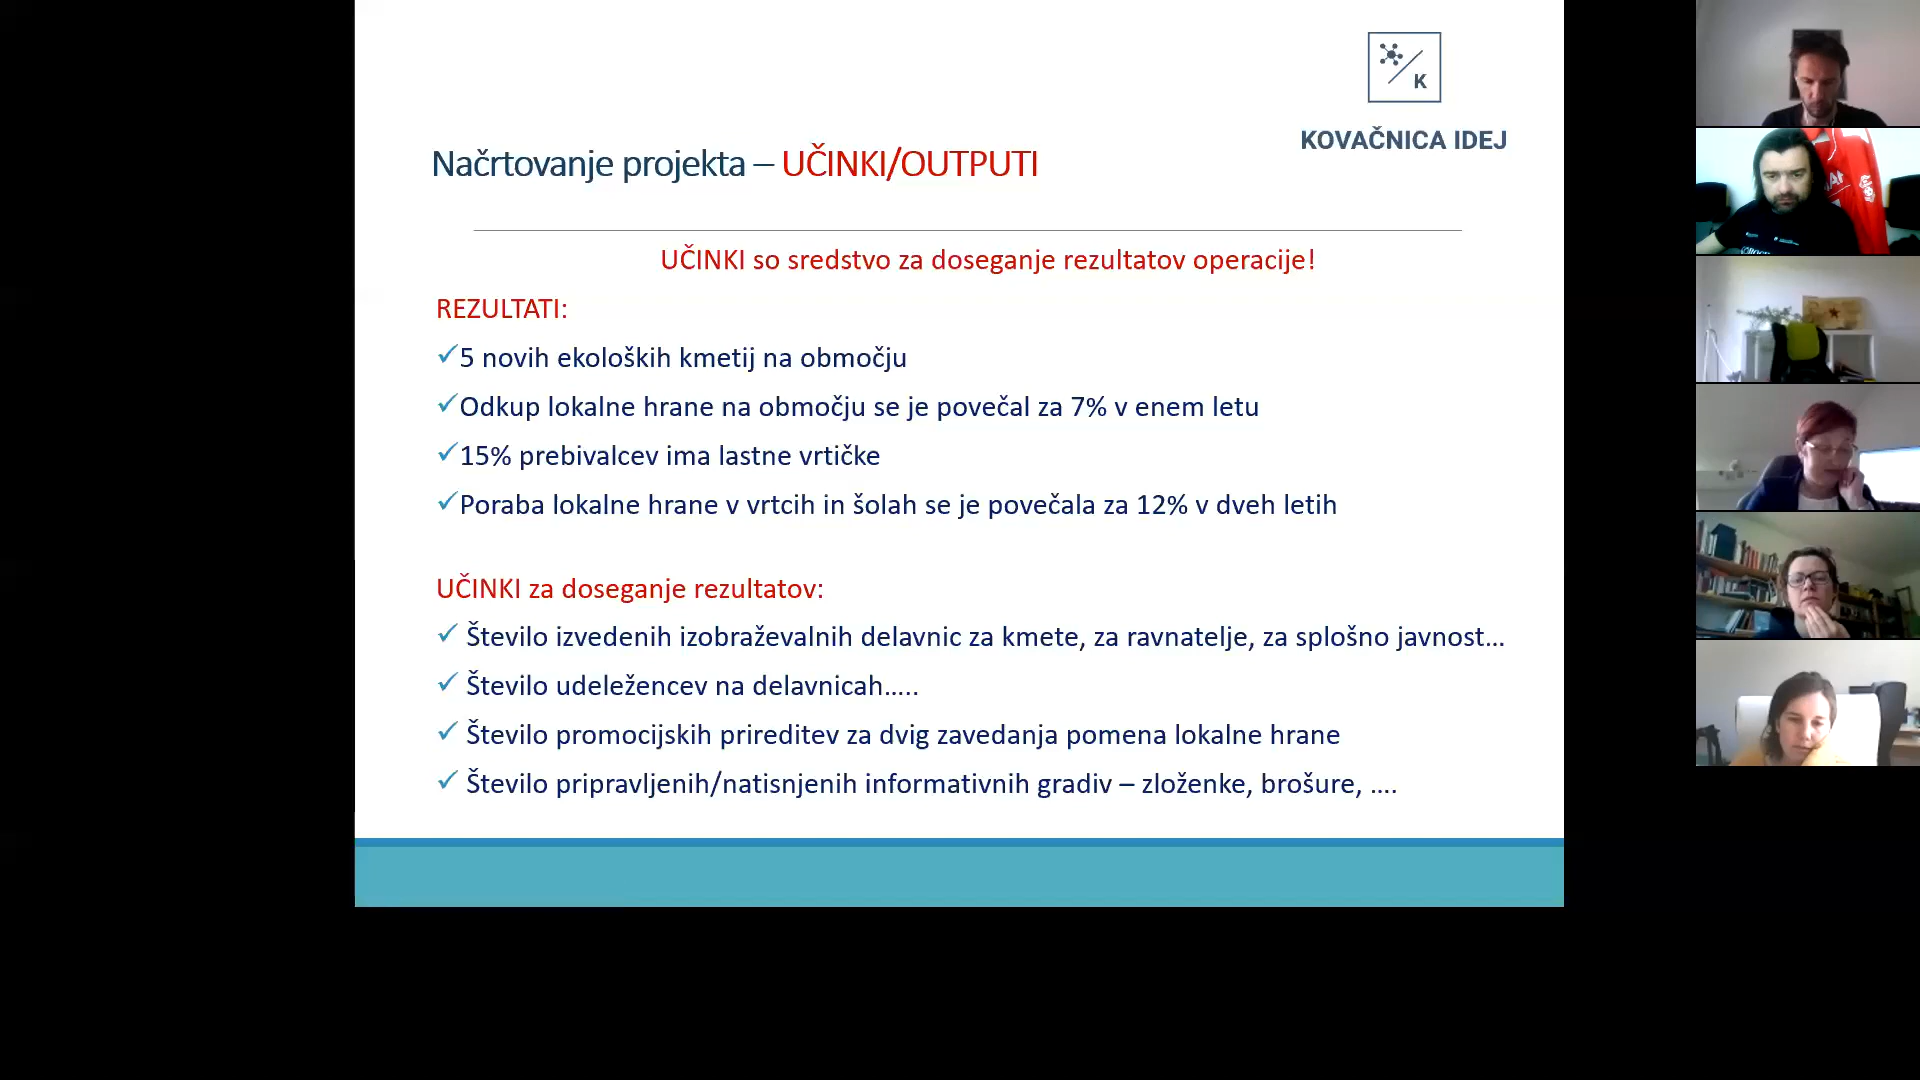 K
KOVAČNICA IDEJ
Načrtovanje projekta – UČINKI/OUTPUTI
UČINKI so sredstvo za doseganje rezultatov operacije!
REZULTATI:
5 novih ekoloških kmetij na območju
Odkup lokalne hrane na območju se je povečal za 7% v enem letu
15% prebivalcev ima lastne vrtičke
Poraba lokalne hrane v vrtcih in šolah se je povečala za 12% v dveh letih
UČINKI za doseganje rezultatov:
Število izvedenih izobraževalnih delavnic za kmete, za ravnatelje, za splošno javnost...
Število udeležencev na delavnicah…..
Število promocijskih prireditev za dvig zavedanja pomena lokalne hrane
Število pripravljenih/natisnjenih informativnih gradiv – zloženke, brošure, ….